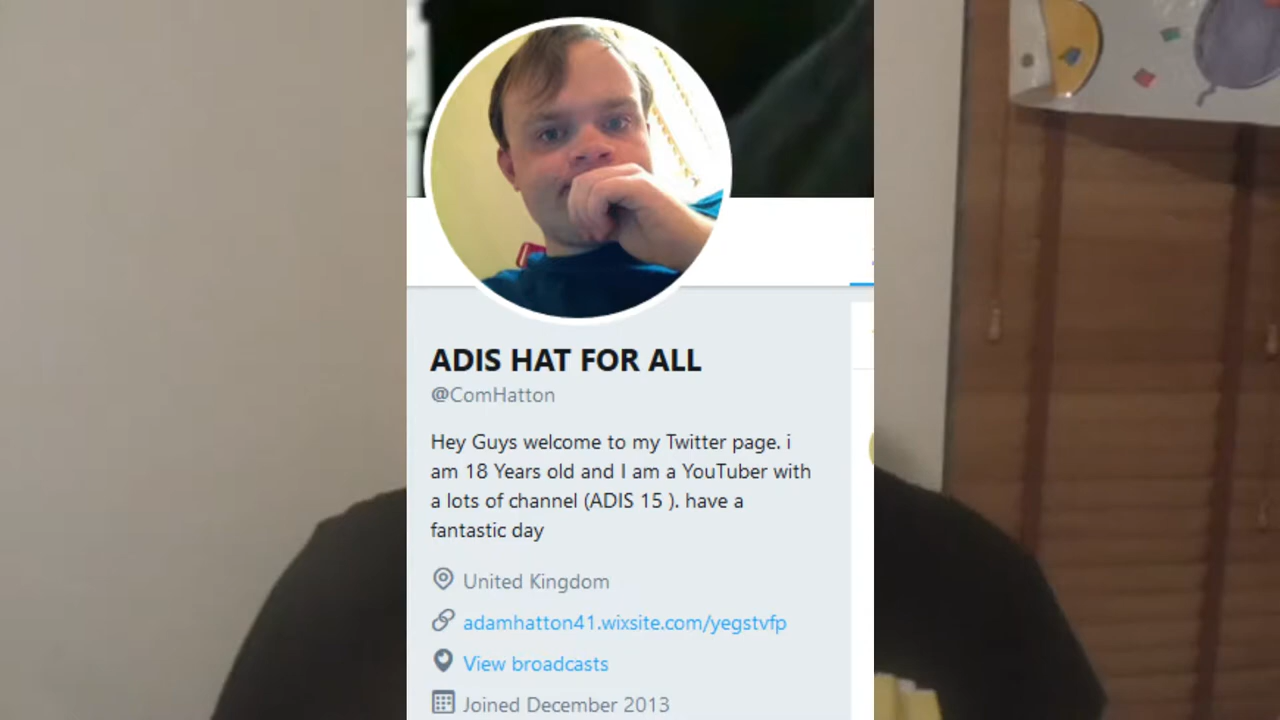 ADIS HAT FOR ALL
@ComHatton
Hey Guys welcome to my Twitter page. i
am 18 Years old and I am a YouTuber with
a lots of channel (ADIS 15 ). have a
fantastic day
United Kingdom
adamhatton41.wixsite.com/yegstvfp
View broadcasts
Joined December 2013